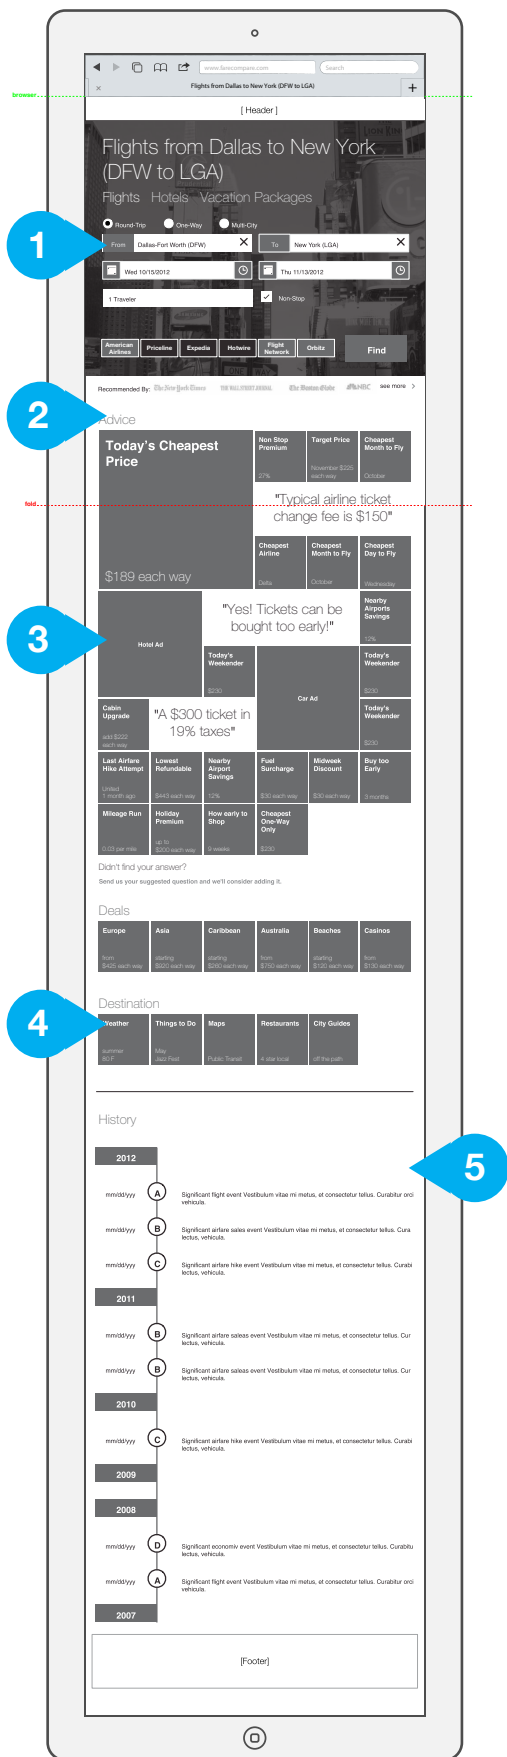 www.farecompare.com
Search
× Flights from Dallas to New York (DFW to LGA) +
browser
[ Header ]
Flights from Dallas to New York
(DFW to LGA)
Flights Hotels Vacation Packages
Round-Trip One-Way Multi-City
1
From Dallas-Fort Worth (DFW) To New York (LGA)
Wed 10/15/2012 Thu 11/13/2012
1 Traveler Non-Stop
American Airlines Priceline Expedia Hotwire Flight Network Orbitz Find
Recommended By: The New York Times THE WALL STREET JOURNAL The Boston Globe CNBC see more
2
Advice
Today's Cheapest
Price
$189 each way
Non Stop
Premium
27%
Target Price
November $225
each way
Cheapest
Month to Fly
October
"Typical airline ticket
change fee is $150"
fold
Cheapest
Airline
Delta
Cheapest
Month to Fly
October
Cheapest
Day to Fly
Wednesday
3
Hotel Ad
"Yes! Tickets can be
bought too early!"
Nearby
Airports
Savings
12%
Today's
Weekender
$230
Car Ad
Today's
Weekender
$230
Cabin
Upgrade
add $222
each way
"A $300 ticket in
19% taxes"
Today's
Weekender
$230
Last Airfare
Hike Attempt
United
1 month ago
Lowest
Refundable
$443 each way
Nearby
Airport
Savings
12%
Fuel
Surcharge
$30 each way
Midweek
Discount
$30 each way
Buy too
Early
3 months
Mileage Run
0.03 per mile
Holiday
Premium
up to
$200 each way
How early to
Shop
9 weeks
Cheapest
One-Way
Only
$230
Didn't find your answer?
Send us your suggested question and we'll consider adding it.
Deals
Europe
from
$425 each way
Asia
starting
$920 each way
Caribbean
starting
$260 each way
Australia
from
$750 each way
Beaches
starting
$120 each way
Casinos
from
$130 each way
Destination
4
Weather
summer
80 F
Things to Do
May
Jazz Fest
Maps
Public Transit
Restaurants
4 star local
City Guides
off the path
History
5
2012
mm/dd/yyy A Significant flight event Vestibulum vitae mi metus, et consectetur tellus. Curabitur orci
vehicula.
mm/dd/yyy B Significant airfare sales event Vestibulum vitae mi metus, et consectetur tellus. Cura
lectus, vehicula.
mm/dd/yyy C Significant airfare hike event Vestibulum vitae mi metus, et consectetur tellus. Curabi
lectus, vehicula.
2011
mm/dd/yyy B Significant airfare saleas event Vestibulum vitae mi metus, et consectetur tellus. Cur
lectus, vehicula.
mm/dd/yyy B Significant airfare saleas event Vestibulum vitae mi metus, et consectetur tellus. Cur
lectus, vehicula.
2010
mm/dd/yyy C Significant airfare hike event Vestibulum vitae mi metus, et consectetur tellus. Curabi
lectus, vehicula.
2009
2008
mm/dd/yyy D Significant economiv event Vestibulum vitae mi metus, et consectetur tellus. Curabitu
lectus, vehicula.
mm/dd/yyy A Significant flight event Vestibulum vitae mi metus, et consectetur tellus. Curabitur orci
vehicula.
2007
[Footer]